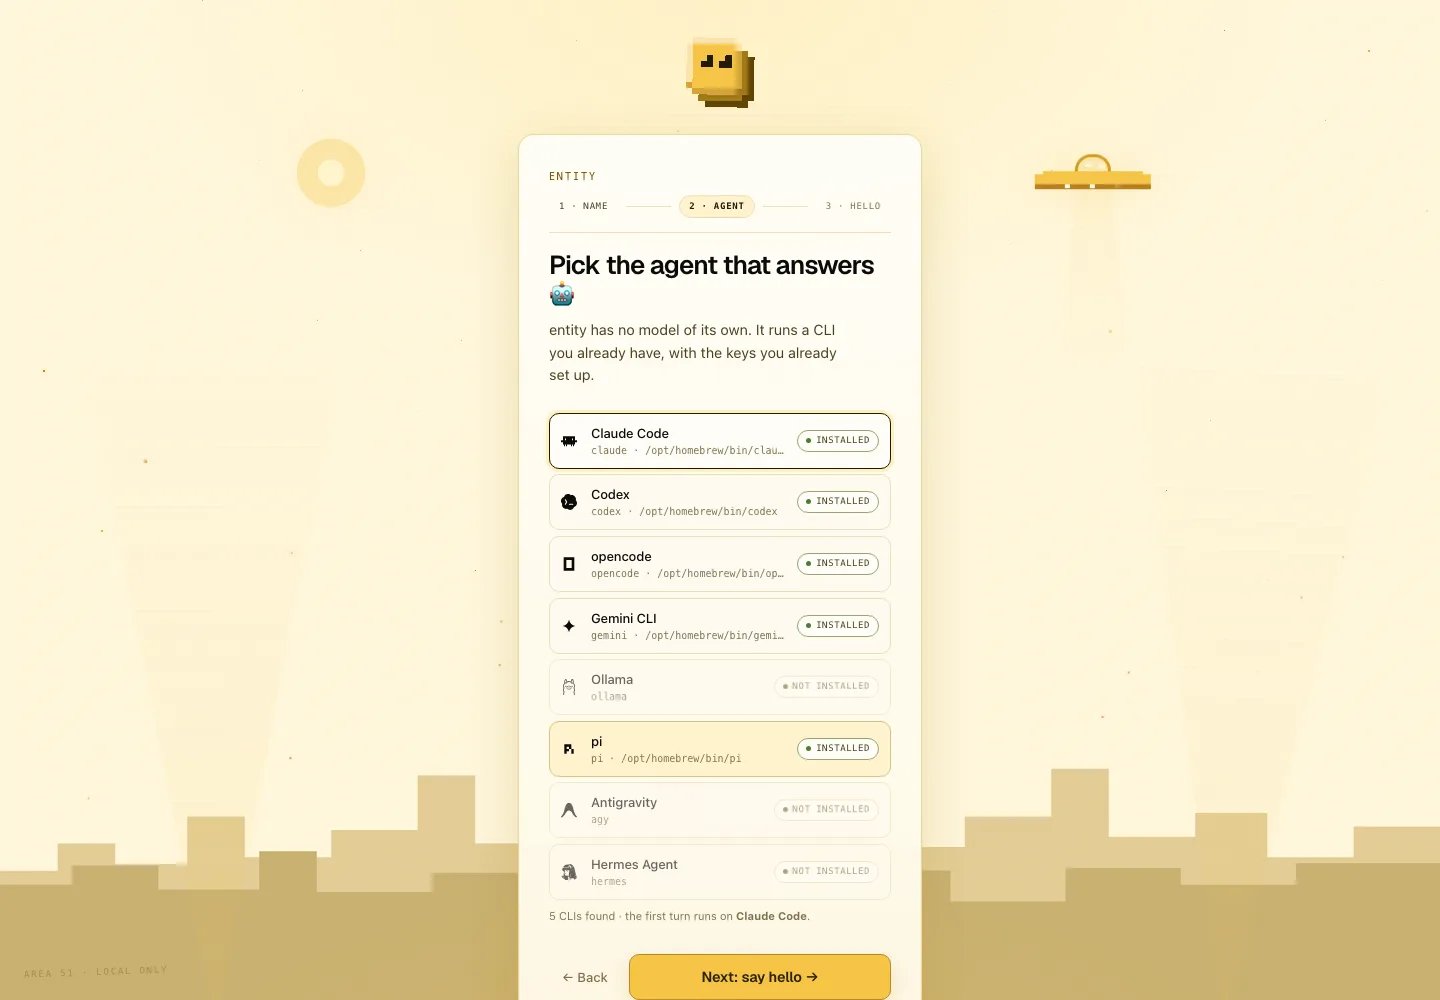 ENTITY
1 · NAME
2 · AGENT
3 · HELLO
Pick the agent that answers
🤖
entity has no model of its own. It runs a CLI
you already have, with the keys you already
set up.
Claude Code
claude · /opt/homebrew/bin/clau…
INSTALLED
Codex
codex · /opt/homebrew/bin/codex
INSTALLED
opencode
opencode · /opt/homebrew/bin/op…
INSTALLED
Gemini CLI
gemini · /opt/homebrew/bin/gemi…
INSTALLED
Ollama
ollama
NOT INSTALLED
pi
pi · /opt/homebrew/bin/pi
INSTALLED
Antigravity
agy
NOT INSTALLED
Hermes Agent
hermes
NOT INSTALLED
5 CLIs found · the first turn runs on Claude Code.
← Back
Next: say hello →
AREA 51 · LOCAL ONLY